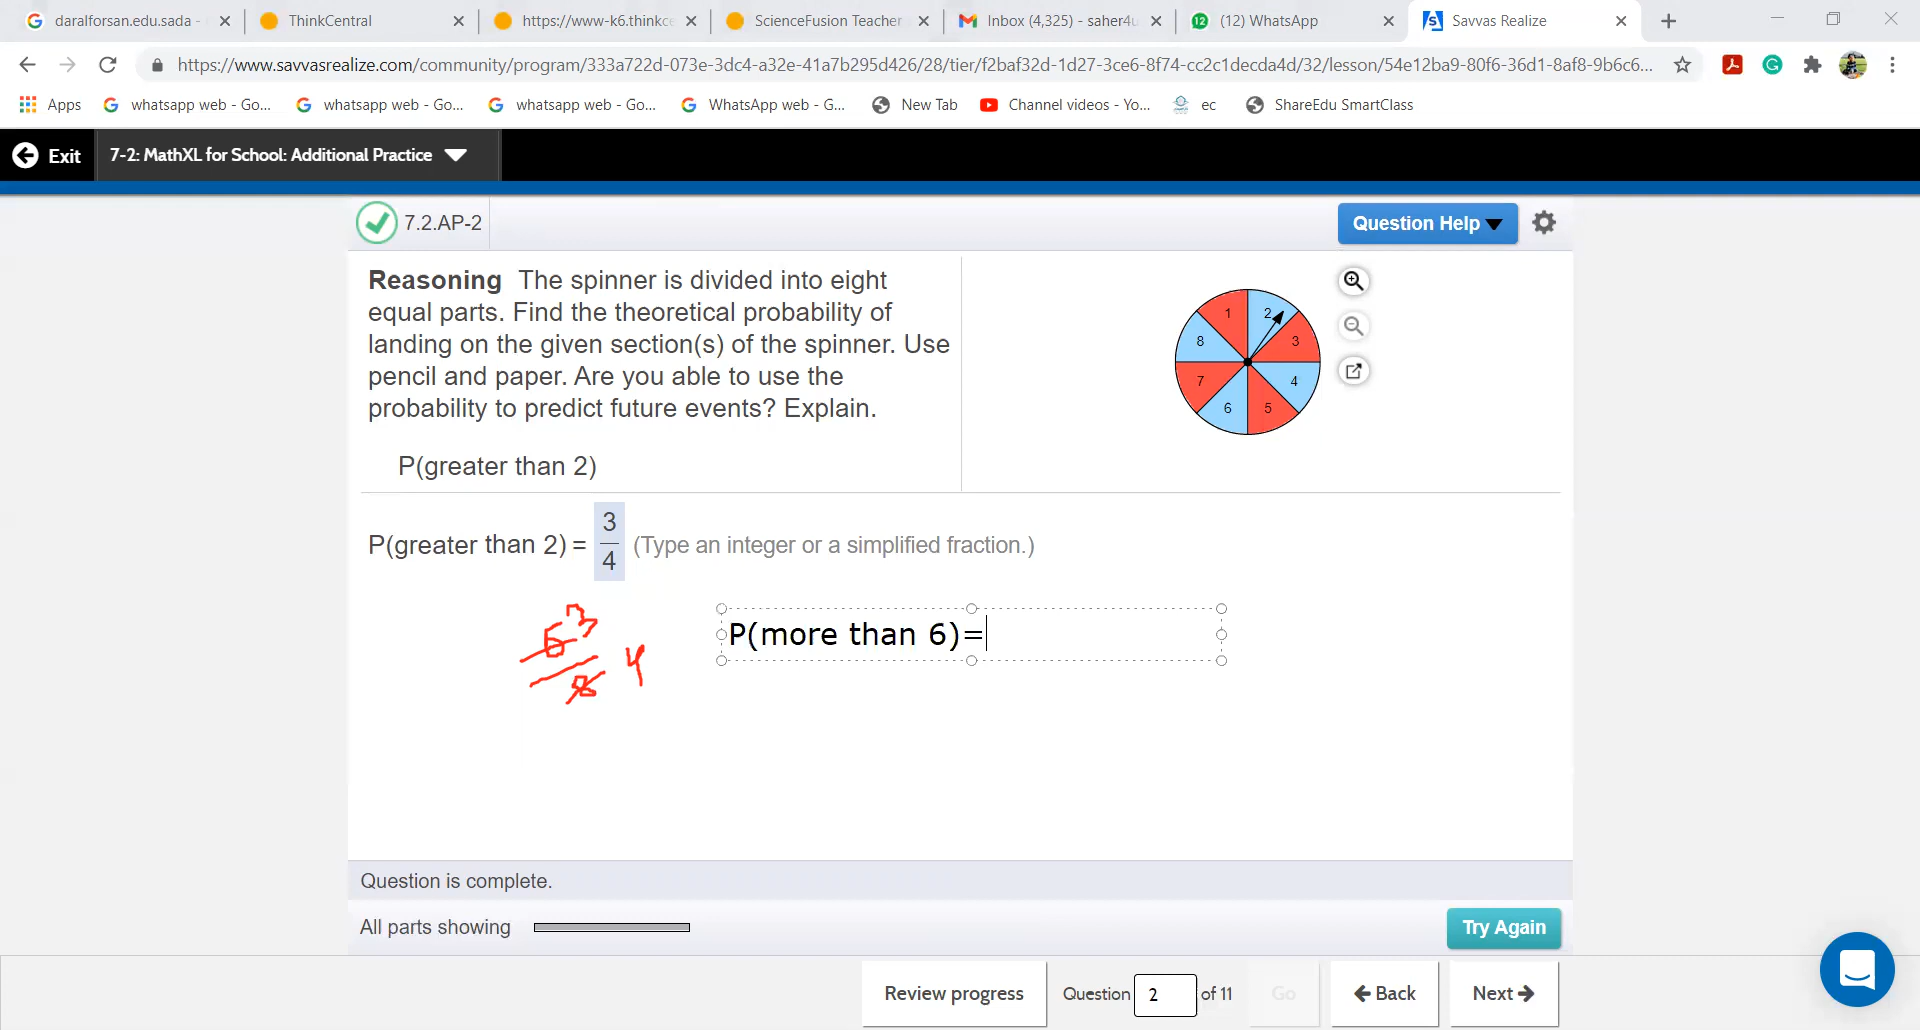 daralforsan.edu.sada -
ThinkCentral
https://www-k6.thinkce
ScienceFusion Teacher
Inbox (4,325) - saher4u
12
(12) WhatsApp
Savvas Realize
https://www.savvasrealize.com/community/program/333a722d-073e-3dc4-a32e-41a7b295d426/28/tier/f2baf32d-1d27-3ce6-8f74-cc2c1decda4d/32/lesson/54e12ba9-80f6-36d1-8af8-9b6c6...
Apps
whatsapp web - Go...
whatsapp web - Go...
whatsapp web - Go...
WhatsApp web - G...
New Tab
Channel videos - Yo...
ec
ShareEdu SmartClass
Exit
7-2: MathXL for School: Additional Practice
7.2.AP-2
Question Help
Reasoning The spinner is divided into eight
equal parts. Find the theoretical probability of
landing on the given section(s) of the spinner. Use
pencil and paper. Are you able to use the
probability to predict future events? Explain.
P(greater than 2)
1
2
3
4
5
6
7
8
P(greater than 2) = 3/4 (Type an integer or a simplified fraction.)
6 3
8 4
P(more than 6)=
Question is complete.
All parts showing
Try Again
Review progress
Question 2 of 11
Go
Back
Next